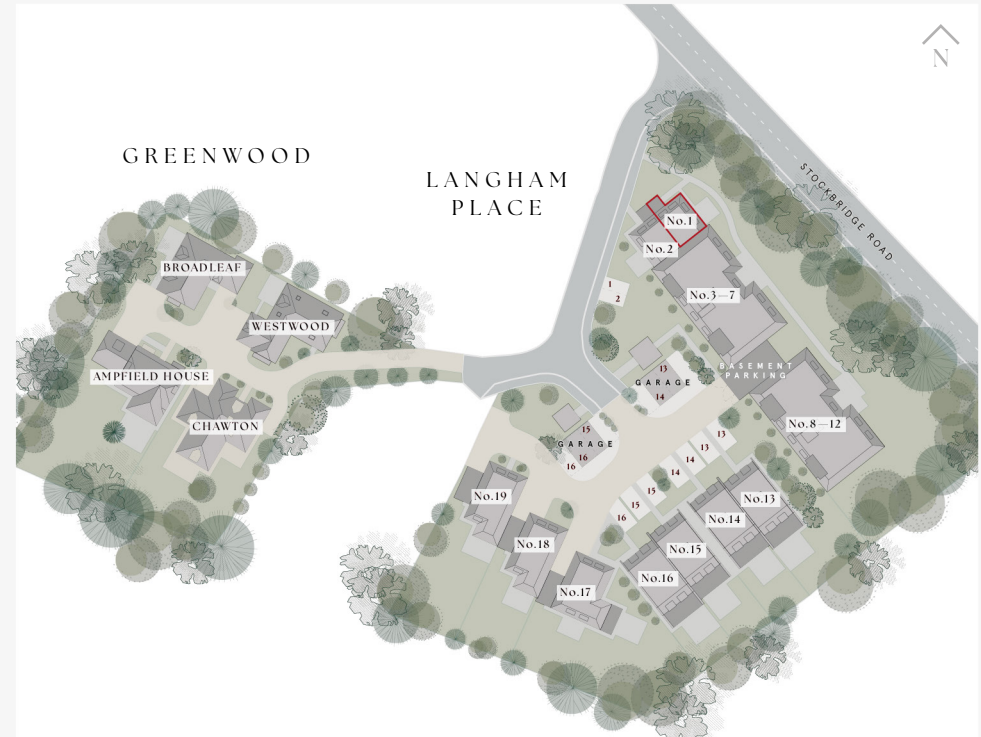 N
GREENWOOD
LANGHAM
PLACE
STOCKBRIDGE ROAD
No.1
No.2
BROADLEAF
1
2
No.3—7
WESTWOOD
AMPFIELD HOUSE
13
GARAGE
14
BASEMENT
PARKING
CHAWTON
15
GARAGE
16
16
No.8—12
13
13
14
14
15
15
16
No.19
No.13
No.14
No.18
No.15
No.16
No.17